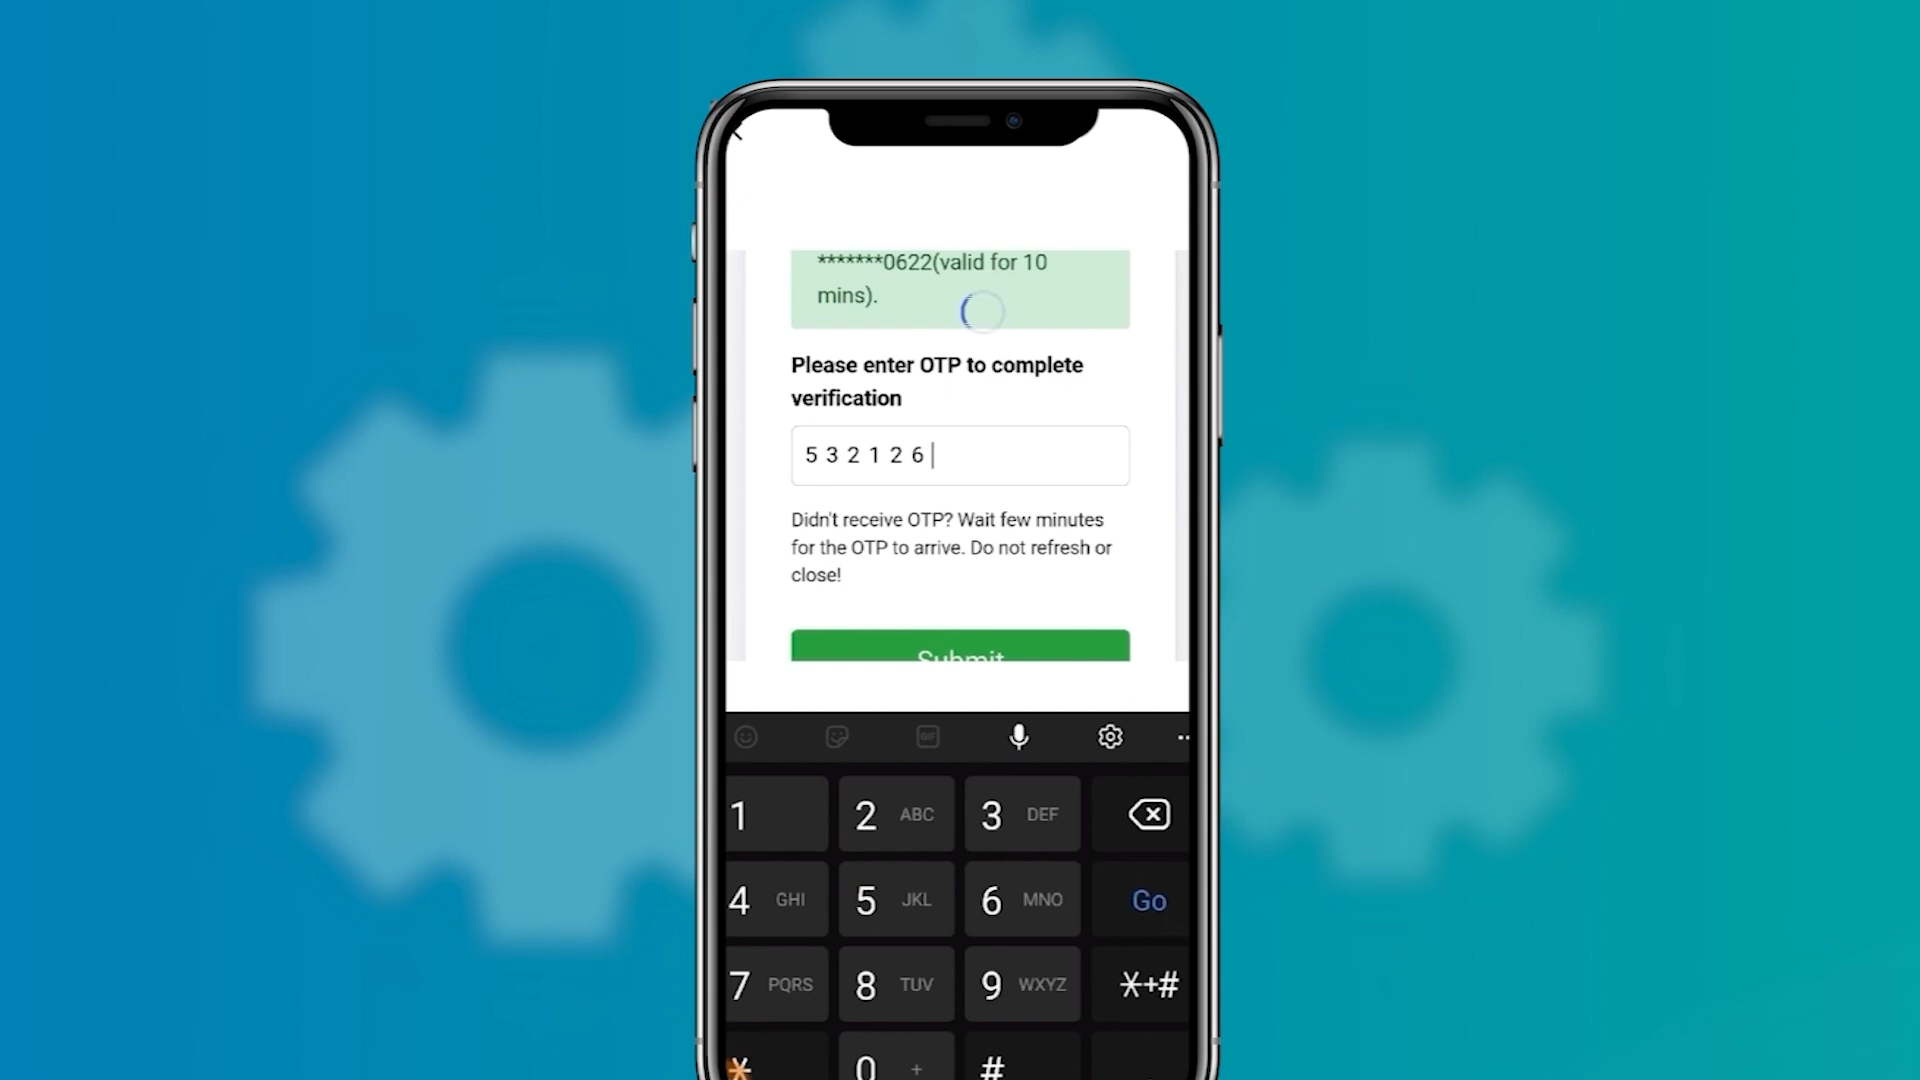 *******0622(valid for 10
mins).
Please enter OTP to complete
verification
5 3 2 1 2 6
Didn't receive OTP? Wait few minutes
for the OTP to arrive. Do not refresh or
close!
Submit
GIF
1 2 ABC 3 DEF
4 GHI 5 JKL 6 MNO Go
7 PQRS 8 TUV 9 WXYZ *+#
* 0 + #